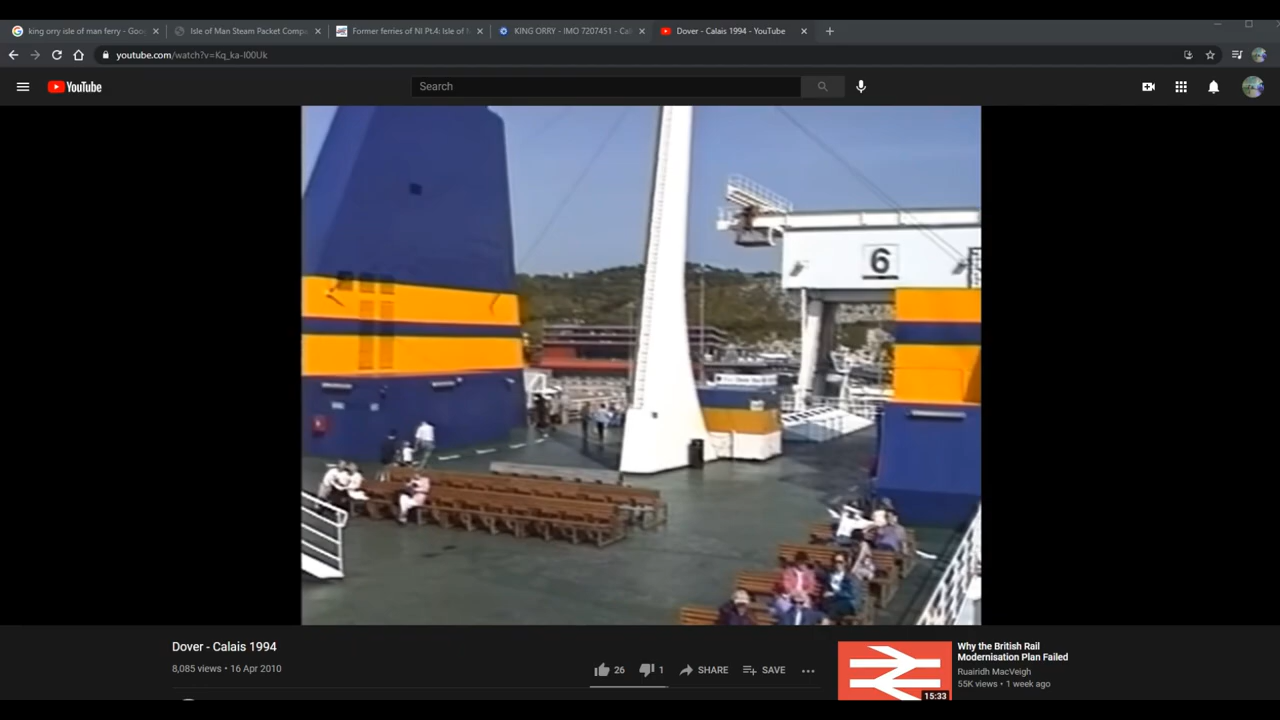 king orry isle of man ferry - Goo
Isle of Man Steam Packet Compa
Former ferries of NI Pt.4: Isle of M
KING ORRY - IMO 7207451 - Cal
Dover - Calais 1994 - YouTube
youtube.com/watch?v=Kq_ka-l00Uk
YouTube
Search
6
Dover - Calais 1994
8,085 views • 16 Apr 2010
26
1
SHARE
SAVE
15:33
Why the British Rail
Modernisation Plan Failed
Ruairidh MacVeigh
55K views • 1 week ago